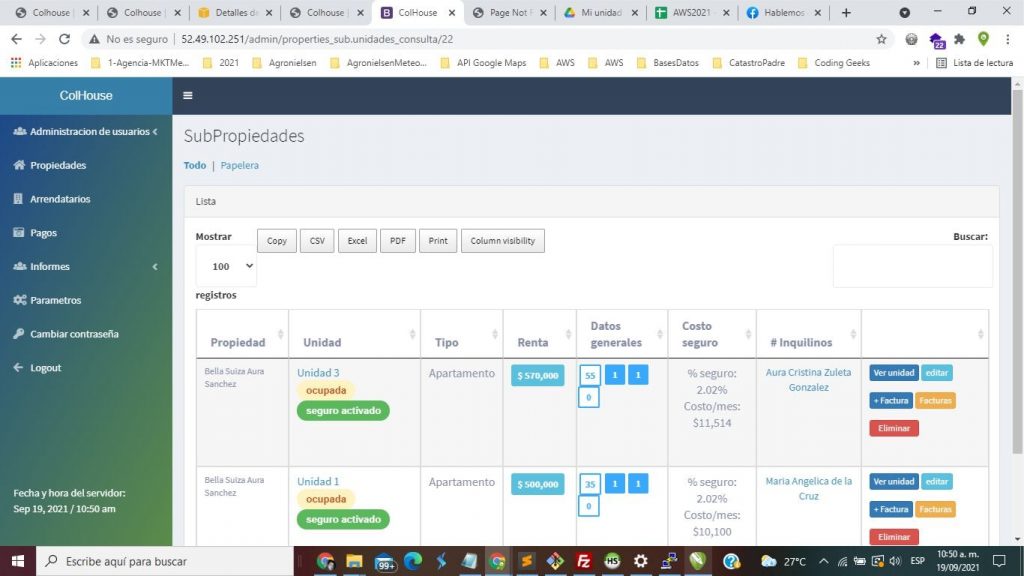 Colhouse |
Colhouse |
Detalles de
Colhouse |
ColHouse
Page Not F
Mi unidad
AWS2021 -
Hablemos
No es seguro | 52.49.102.251/admin/properties_sub.unidades_consulta/22
22
Aplicaciones
1-Agencia-MKTMe...
2021
Agronielsen
AgronielsenMeteo...
API Google Maps
AWS
AWS
BasesDatos
CatastroPadre
Coding Geeks
»
Lista de lectura
ColHouse
Administracion de usuarios
Propiedades
Arrendatarios
Pagos
Informes
Parametros
Cambiar contraseña
Logout
Fecha y hora del servidor:
Sep 19, 2021 / 10:50 am
SubPropiedades
Todo | Papelera
Lista
Mostrar
100
registros
Copy
CSV
Excel
PDF
Print
Column visibility
Buscar:
Propiedad
Unidad
Tipo
Renta
Datos
generales
Costo
seguro
# Inquilinos
Bella Suiza Aura
Sanchez
Unidad 3
ocupada
seguro activado
Apartamento
$ 570,000
55 1 1
0
% seguro:
2.02%
Costo/mes:
$11,514
Aura Cristina Zuleta
Gonzalez
Ver unidad editar
+ Factura Facturas
Eliminar
Bella Suiza Aura
Sanchez
Unidad 1
ocupada
seguro activado
Apartamento
$ 500,000
35 1 1
0
% seguro:
2.02%
Costo/mes:
$10,100
Maria Angelica de la
Cruz
Ver unidad editar
+ Factura Facturas
Eliminar
Escribe aquí para buscar
99+
27°C
ESP
10:50 a. m.
19/09/2021